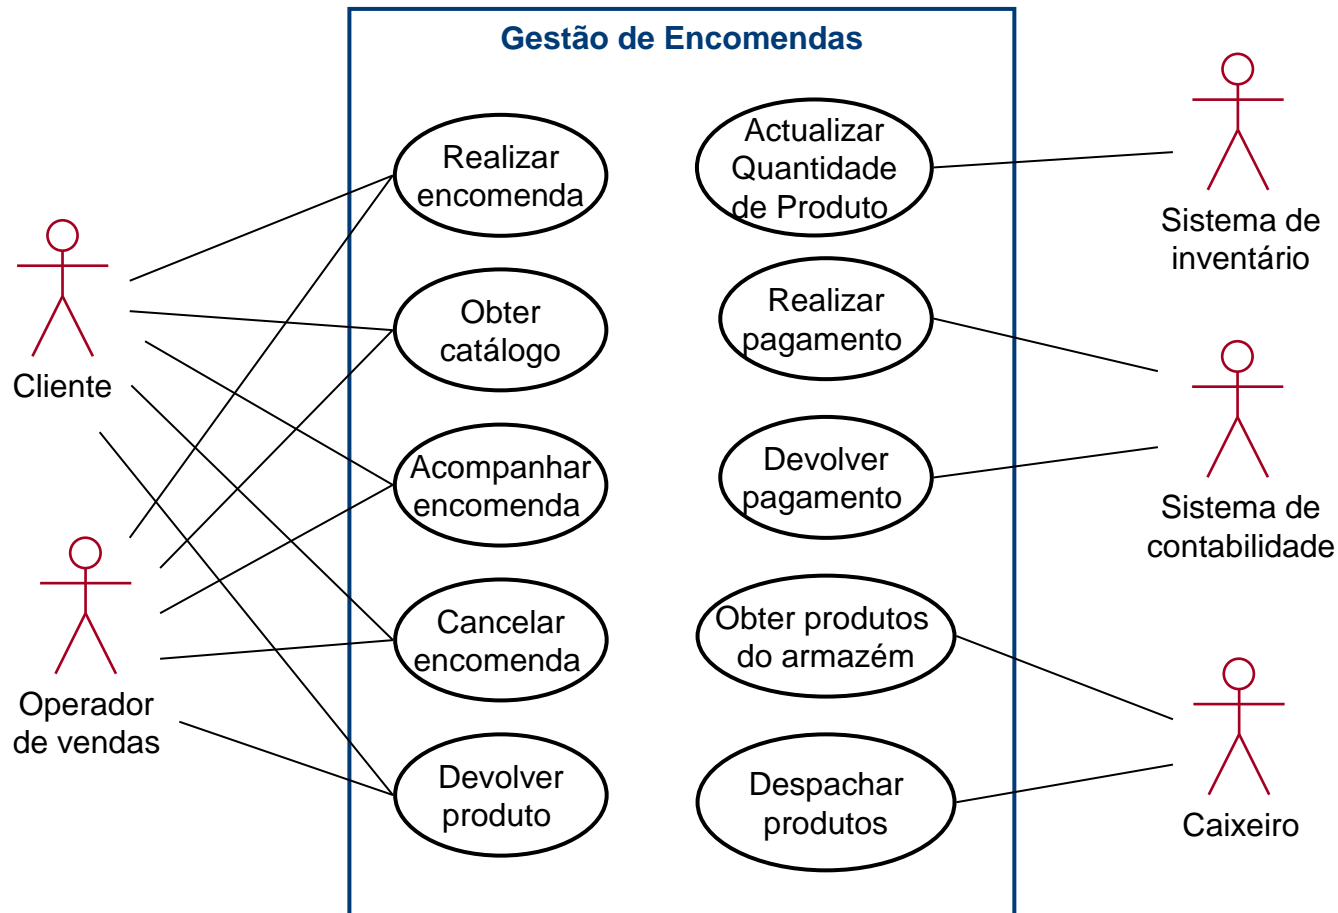 Gestão de Encomendas
Realizar
encomenda
Obter
catálogo
Acompanhar
encomenda
Cancelar
encomenda
Devolver
produto
Actualizar
Quantidade
de Produto
Realizar
pagamento
Devolver
pagamento
Obter produtos
do armazém
Despachar
produtos
Cliente
Operador
de vendas
Sistema de
inventário
Sistema de
contabilidade
Caixeiro